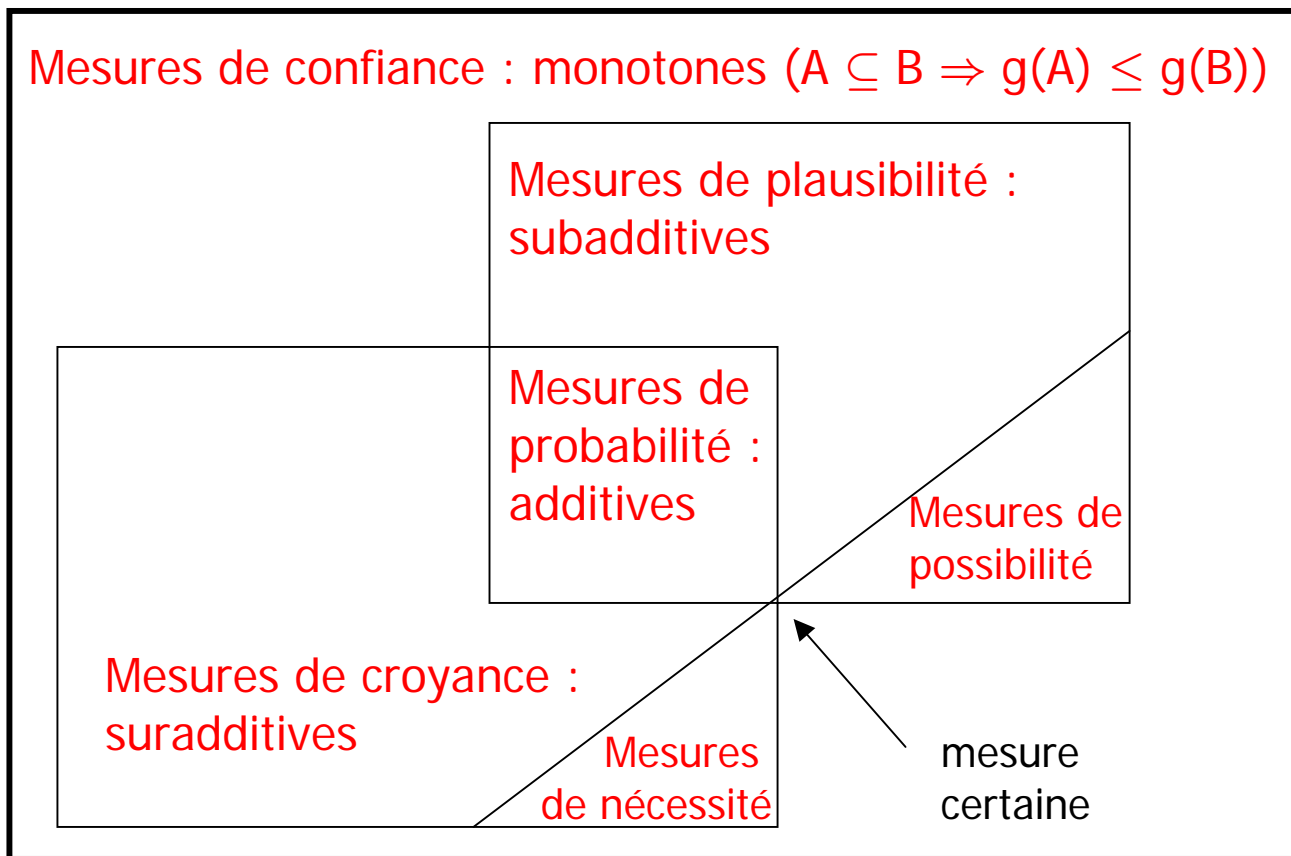 Mesures de confiance : monotones (A ⊆ B ⇒ g(A) ≤ g(B))
Mesures de plausibilité :
subadditives
Mesures de
probabilité :
additives
Mesures de
possibilité
Mesures de croyance :
suradditives
Mesures
de nécessité
mesure
certaine